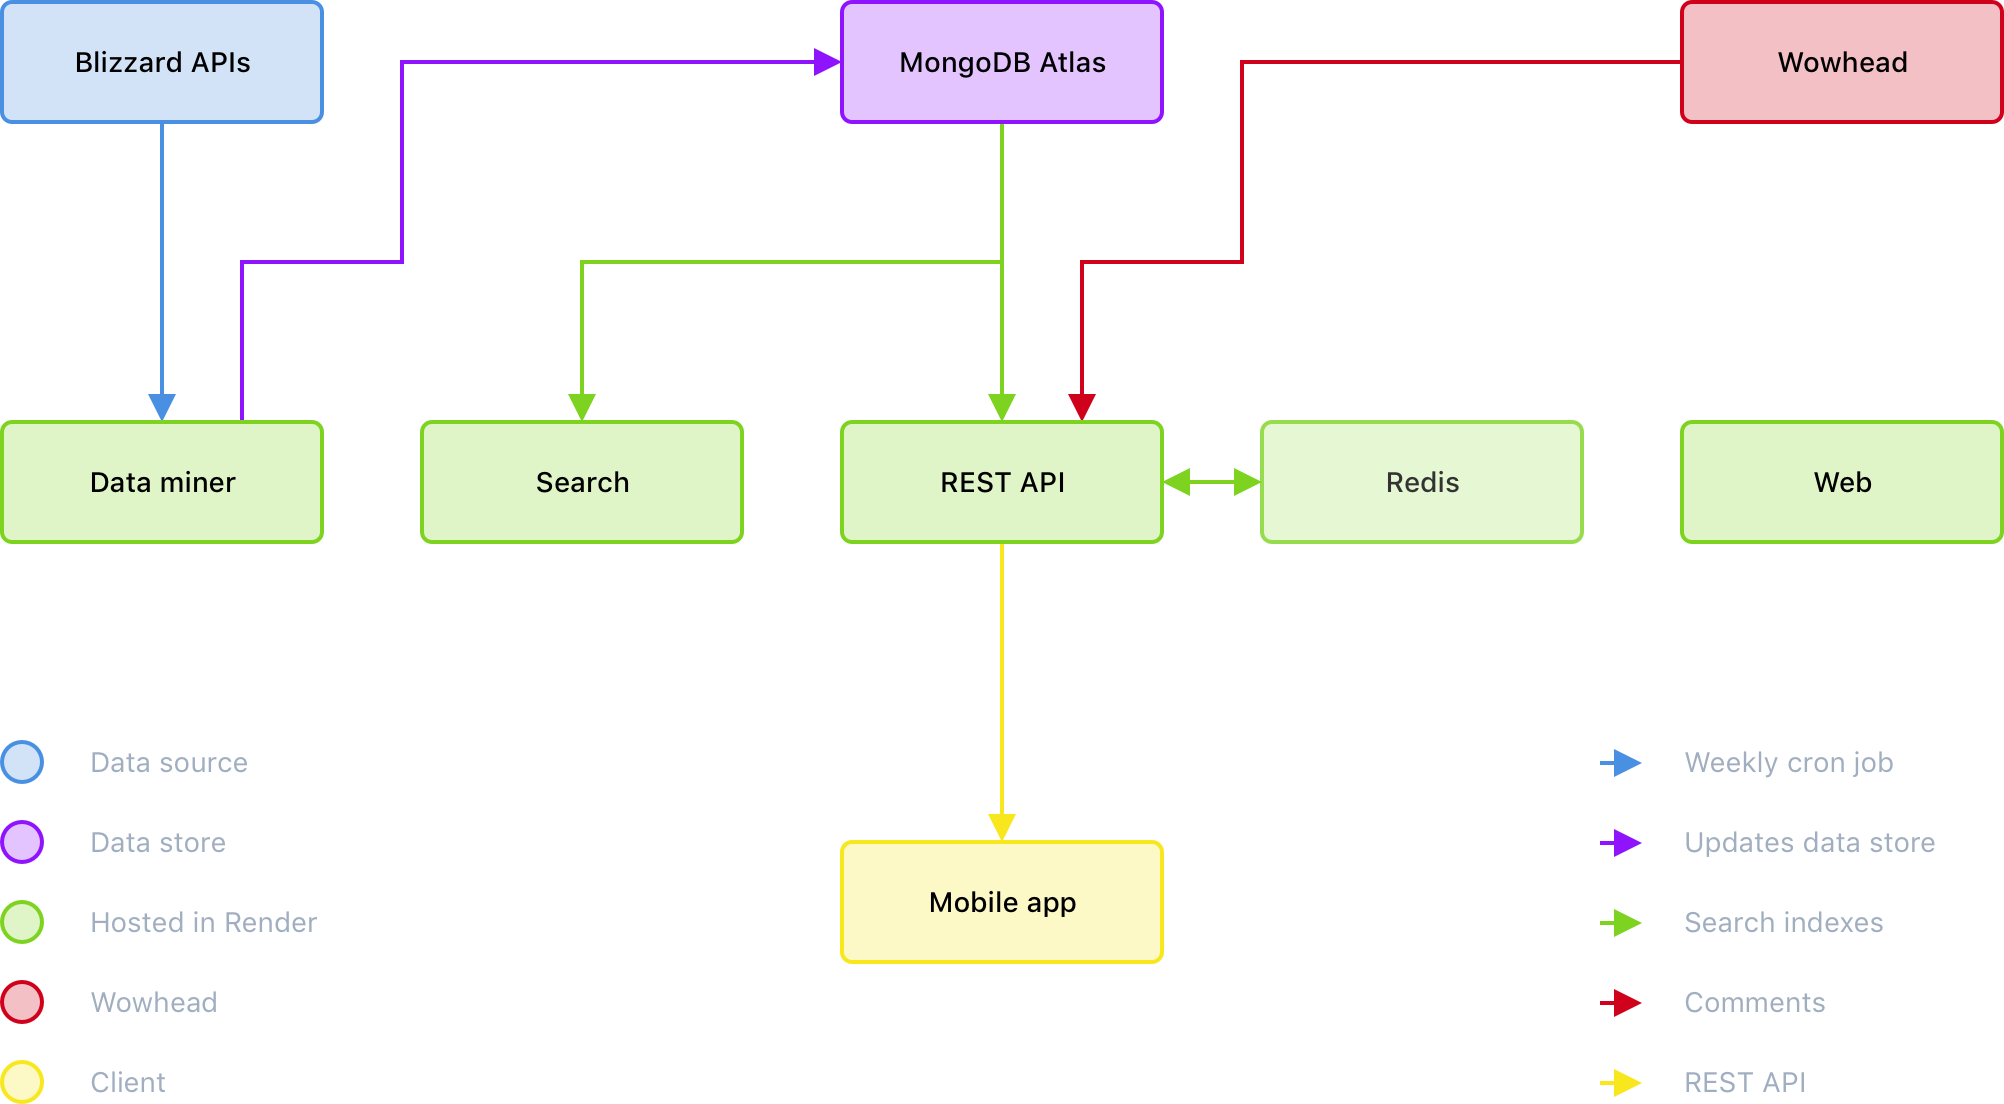 Blizzard APIs
MongoDB Atlas
Wowhead
Data miner
Search
REST API
Redis
Web
Mobile app
Data source
Data store
Hosted in Render
Wowhead
Client
Weekly cron job
Updates data store
Search indexes
Comments
REST API